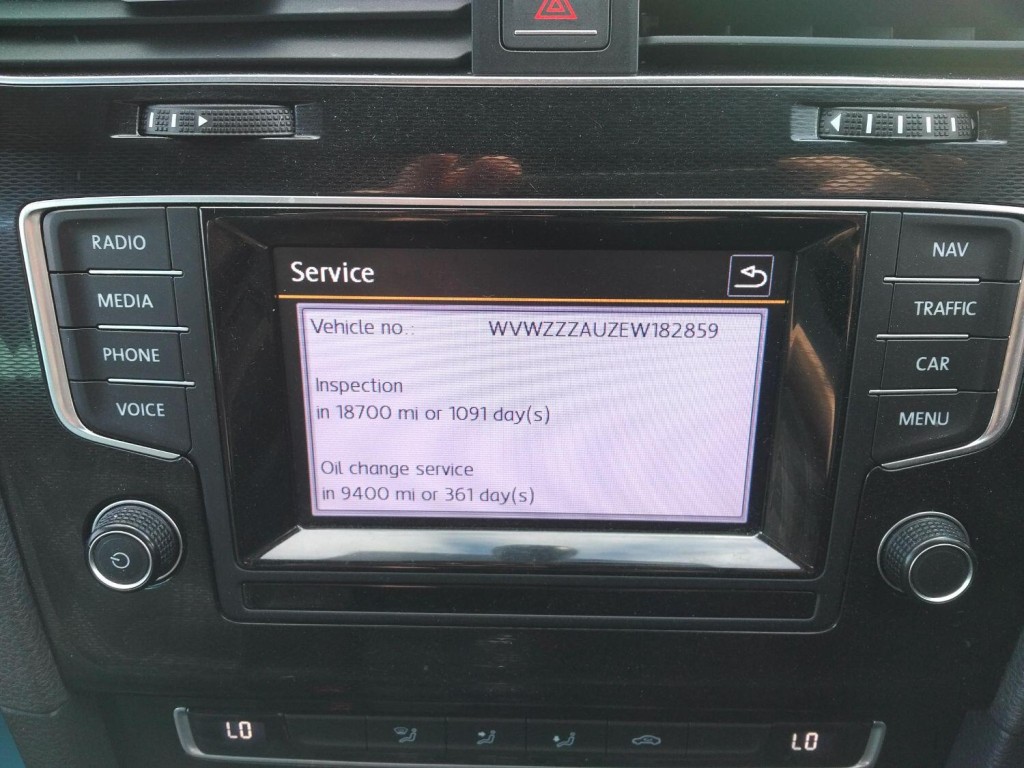 RADIO
MEDIA
PHONE
VOICE
Service
Vehicle no.: WVWZZZAUZEW182859
Inspection
in 18700 mi or 1091 day(s)
Oil change service
in 9400 mi or 361 day(s)
NAV
TRAFFIC
CAR
MENU
LO
LO